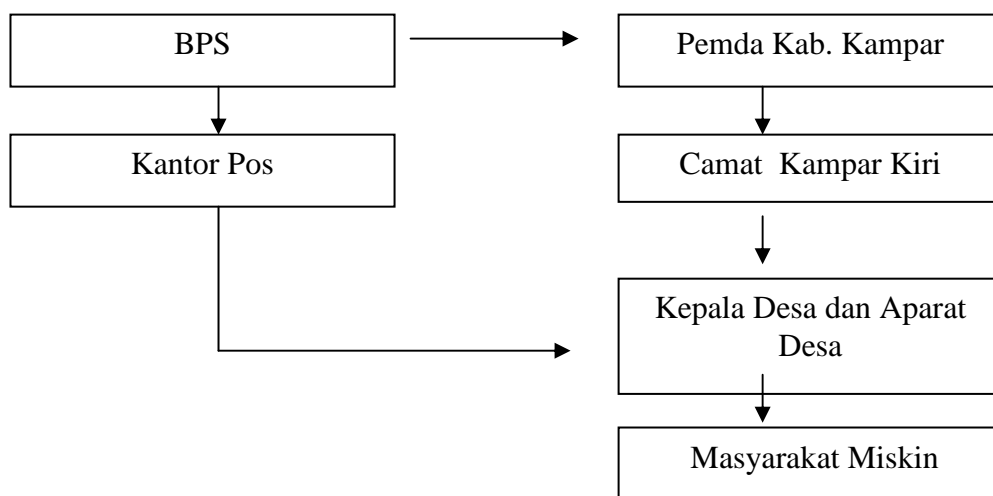 BPS
Pemda Kab. Kampar
Kantor Pos
Camat Kampar Kiri
Kepala Desa dan Aparat
Desa
Masyarakat Miskin